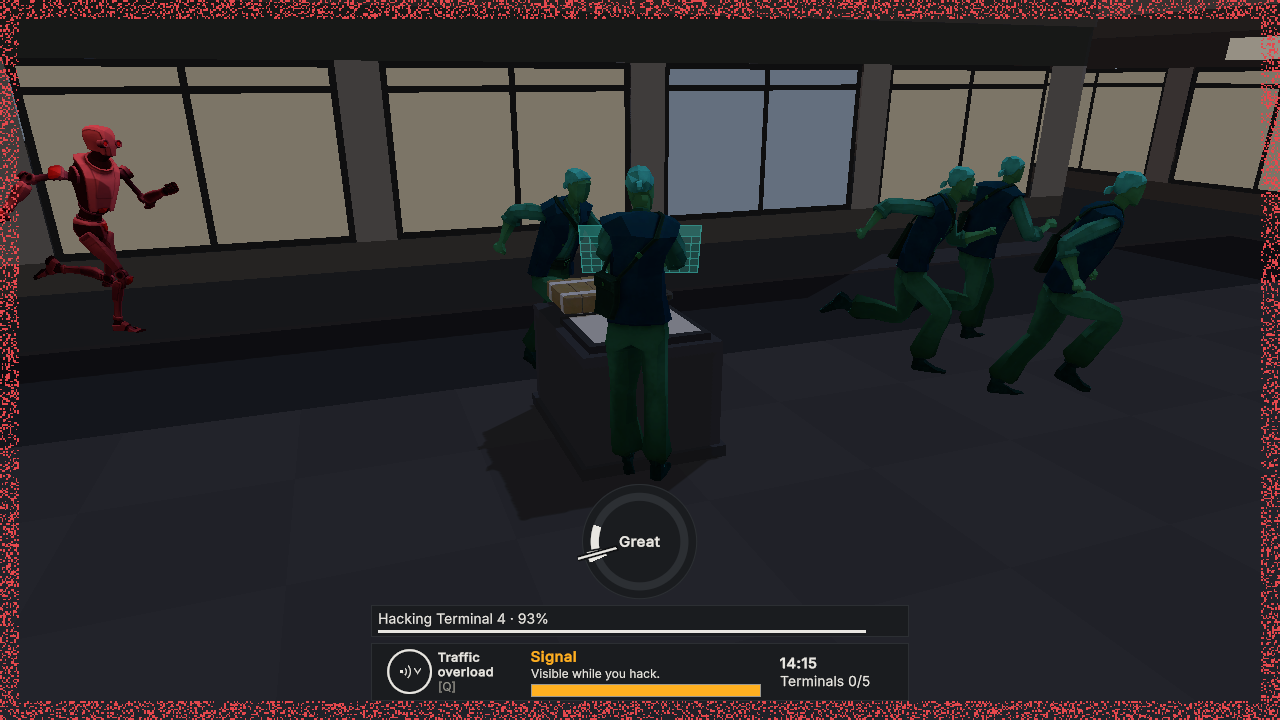 Great
Hacking Terminal 4 · 93%
Traffic
overload
[Q]
Signal
Visible while you hack.
14:15
Terminals 0/5